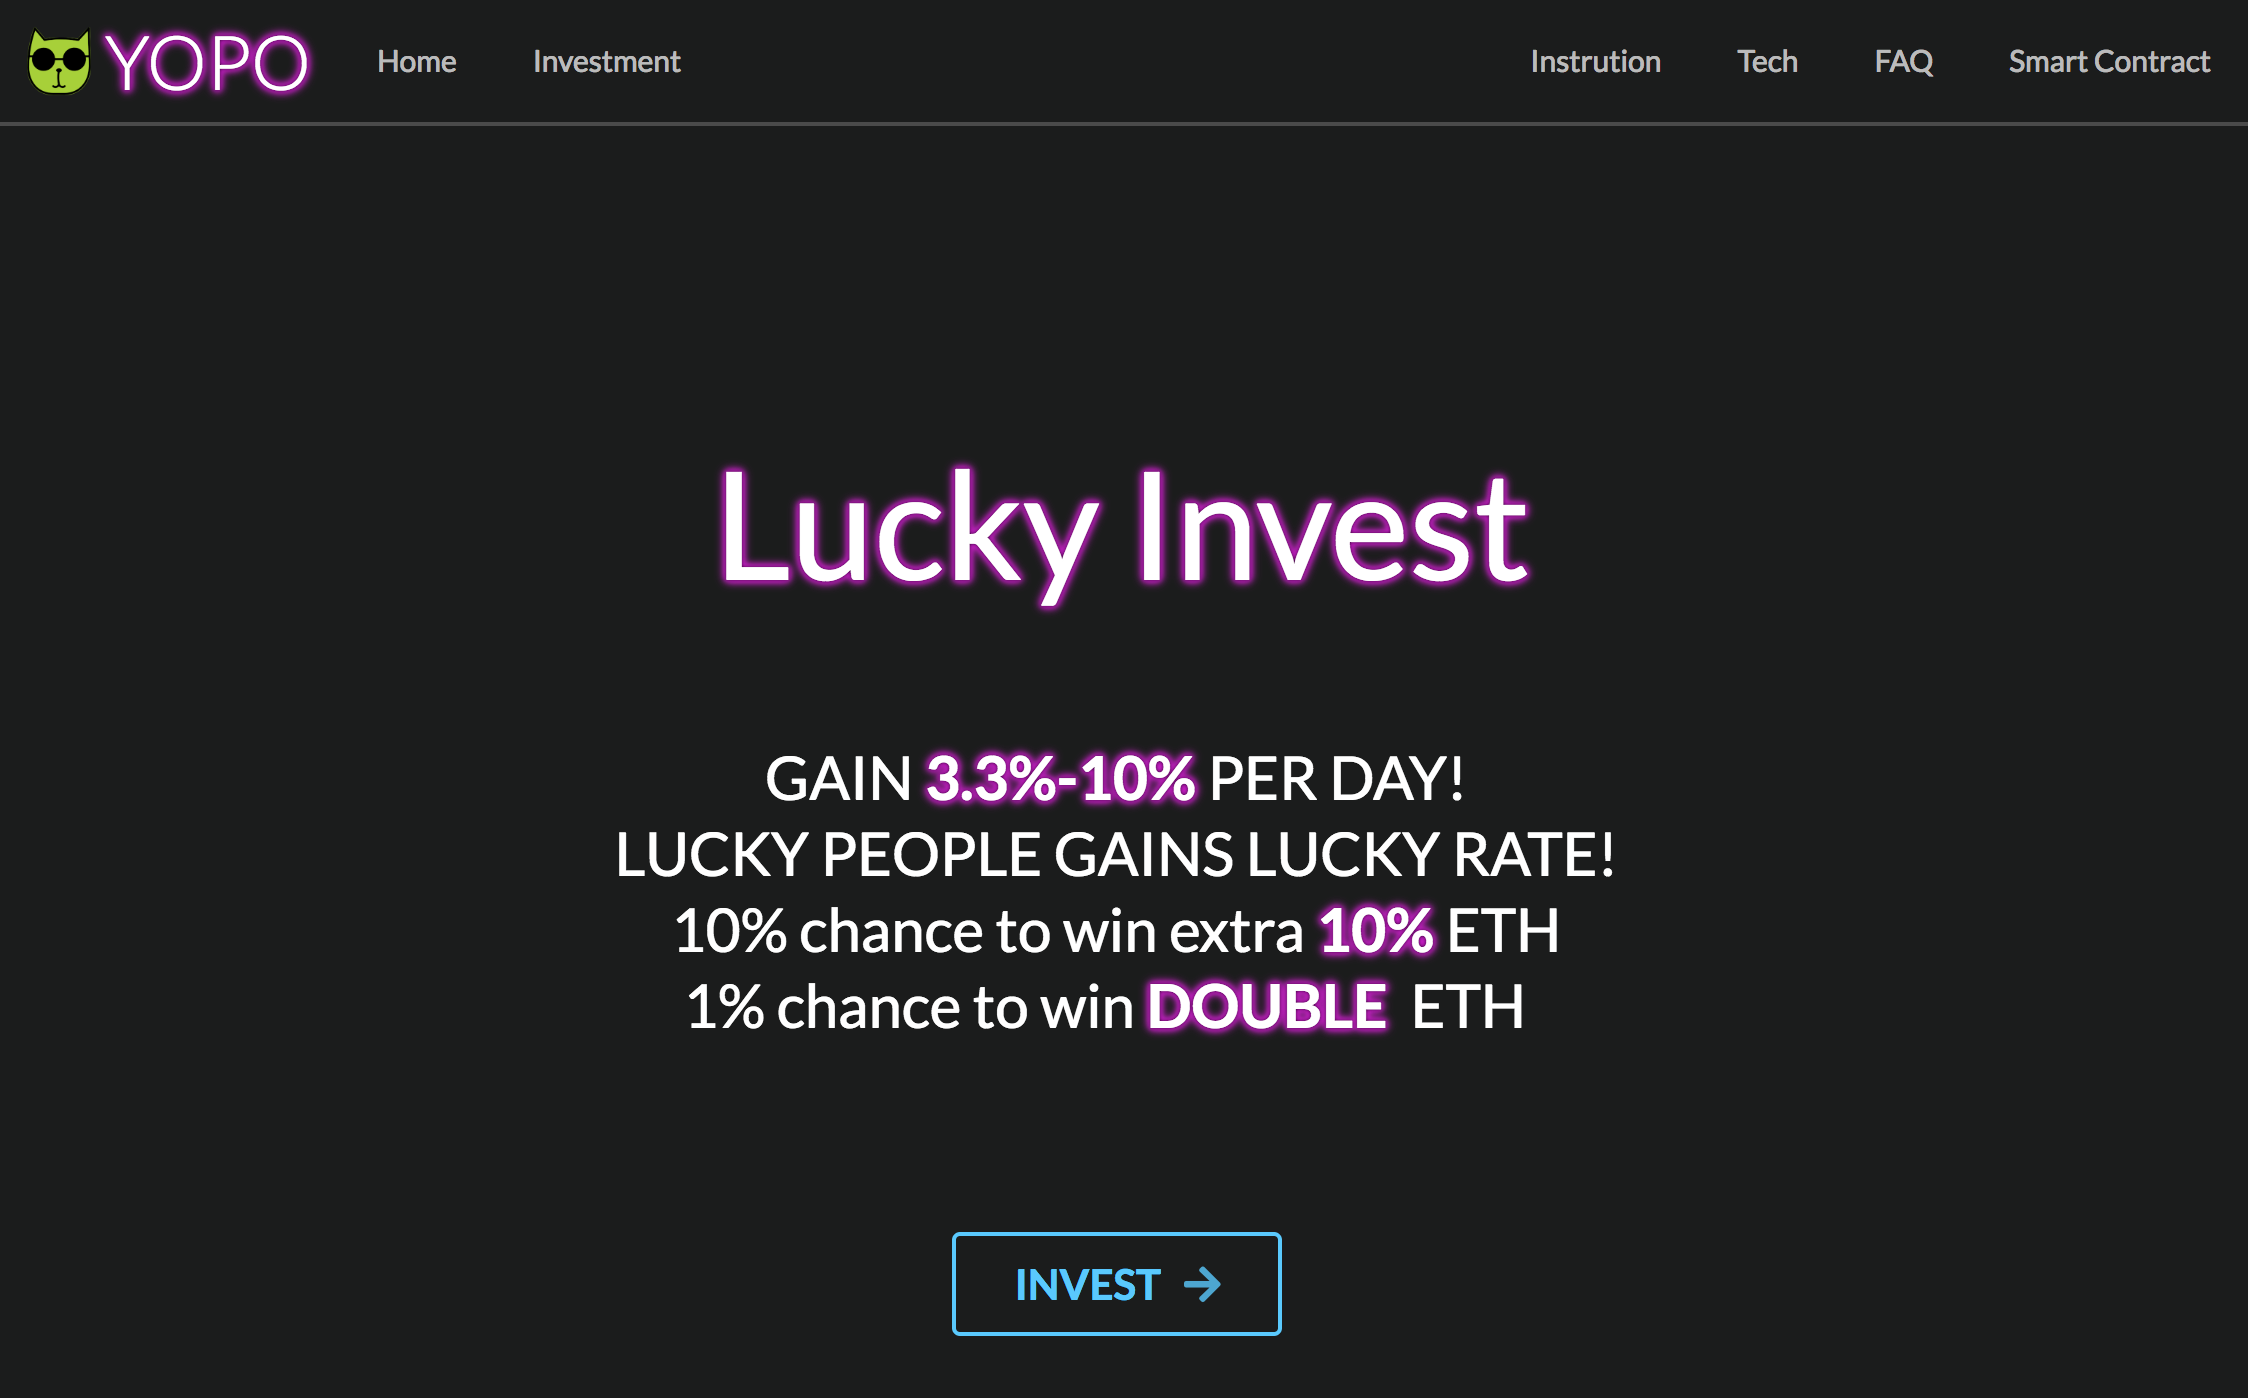 YOPO Home Investment Instrution Tech FAQ Smart Contract
Lucky Invest
GAIN 3.3%-10% PER DAY!
LUCKY PEOPLE GAINS LUCKY RATE!
10% chance to win extra 10% ETH
1% chance to win DOUBLE ETH
INVEST